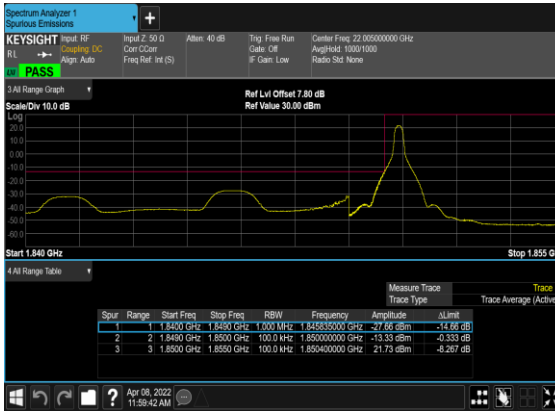 Spectrum Analyzer 1
Spurious Emissions
+
KEYSIGHT Input: RF Input Z: 50 Ω Atten: 40 dB Trig: Free Run Center Freq: 22.005000000 GHz
RL Coupling: DC Corr CCorr Gate: Off Avg|Hold: 1000/1000
Align: Auto Freq Ref: Int (S) IF Gain: Low Radio Std: None
PASS
3 All Range Graph
Ref Lvl Offset 7.80 dB
Scale/Div 10.0 dB Ref Value 30.00 dBm
Log
20.0
10.0
0.00
-10.0
-20.0
-30.0
-40.0
-50.0
-60.0
Start 1.840 GHz Stop 1.855 G
4 All Range Table
Measure Trace Trace
Trace Type Trace Average (Active
Spur Range Start Freq Stop Freq RBW Frequency Amplitude ΔLimit
1 1 1.8400 GHz 1.8490 GHz 1.000 MHz 1.845835000 GHz -27.66 dBm -14.66 dB
2 2 1.8490 GHz 1.8500 GHz 100.0 kHz 1.850000000 GHz -13.33 dBm -0.333 dB
3 3 1.8500 GHz 1.8550 GHz 100.0 kHz 1.850400000 GHz 21.73 dBm -8.267 dB
? Apr 08, 2022
11:59:42 AM